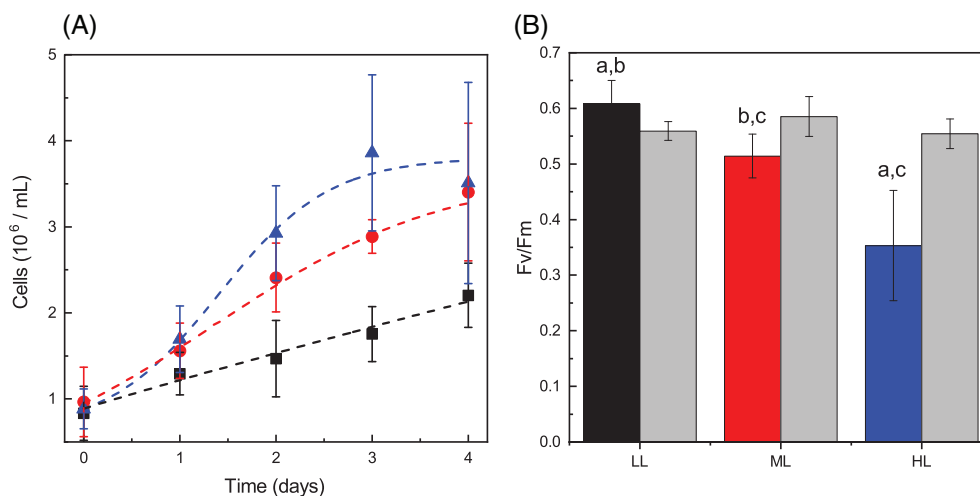 (A)
5
4
3
2
1
Cells (10⁶ / mL)
0 1 2 3 4
Time (days)
(B)
0.7
0.6
0.5
0.4
0.3
0.2
0.1
0.0
Fv/Fm
a,b
b,c
a,c
LL ML HL